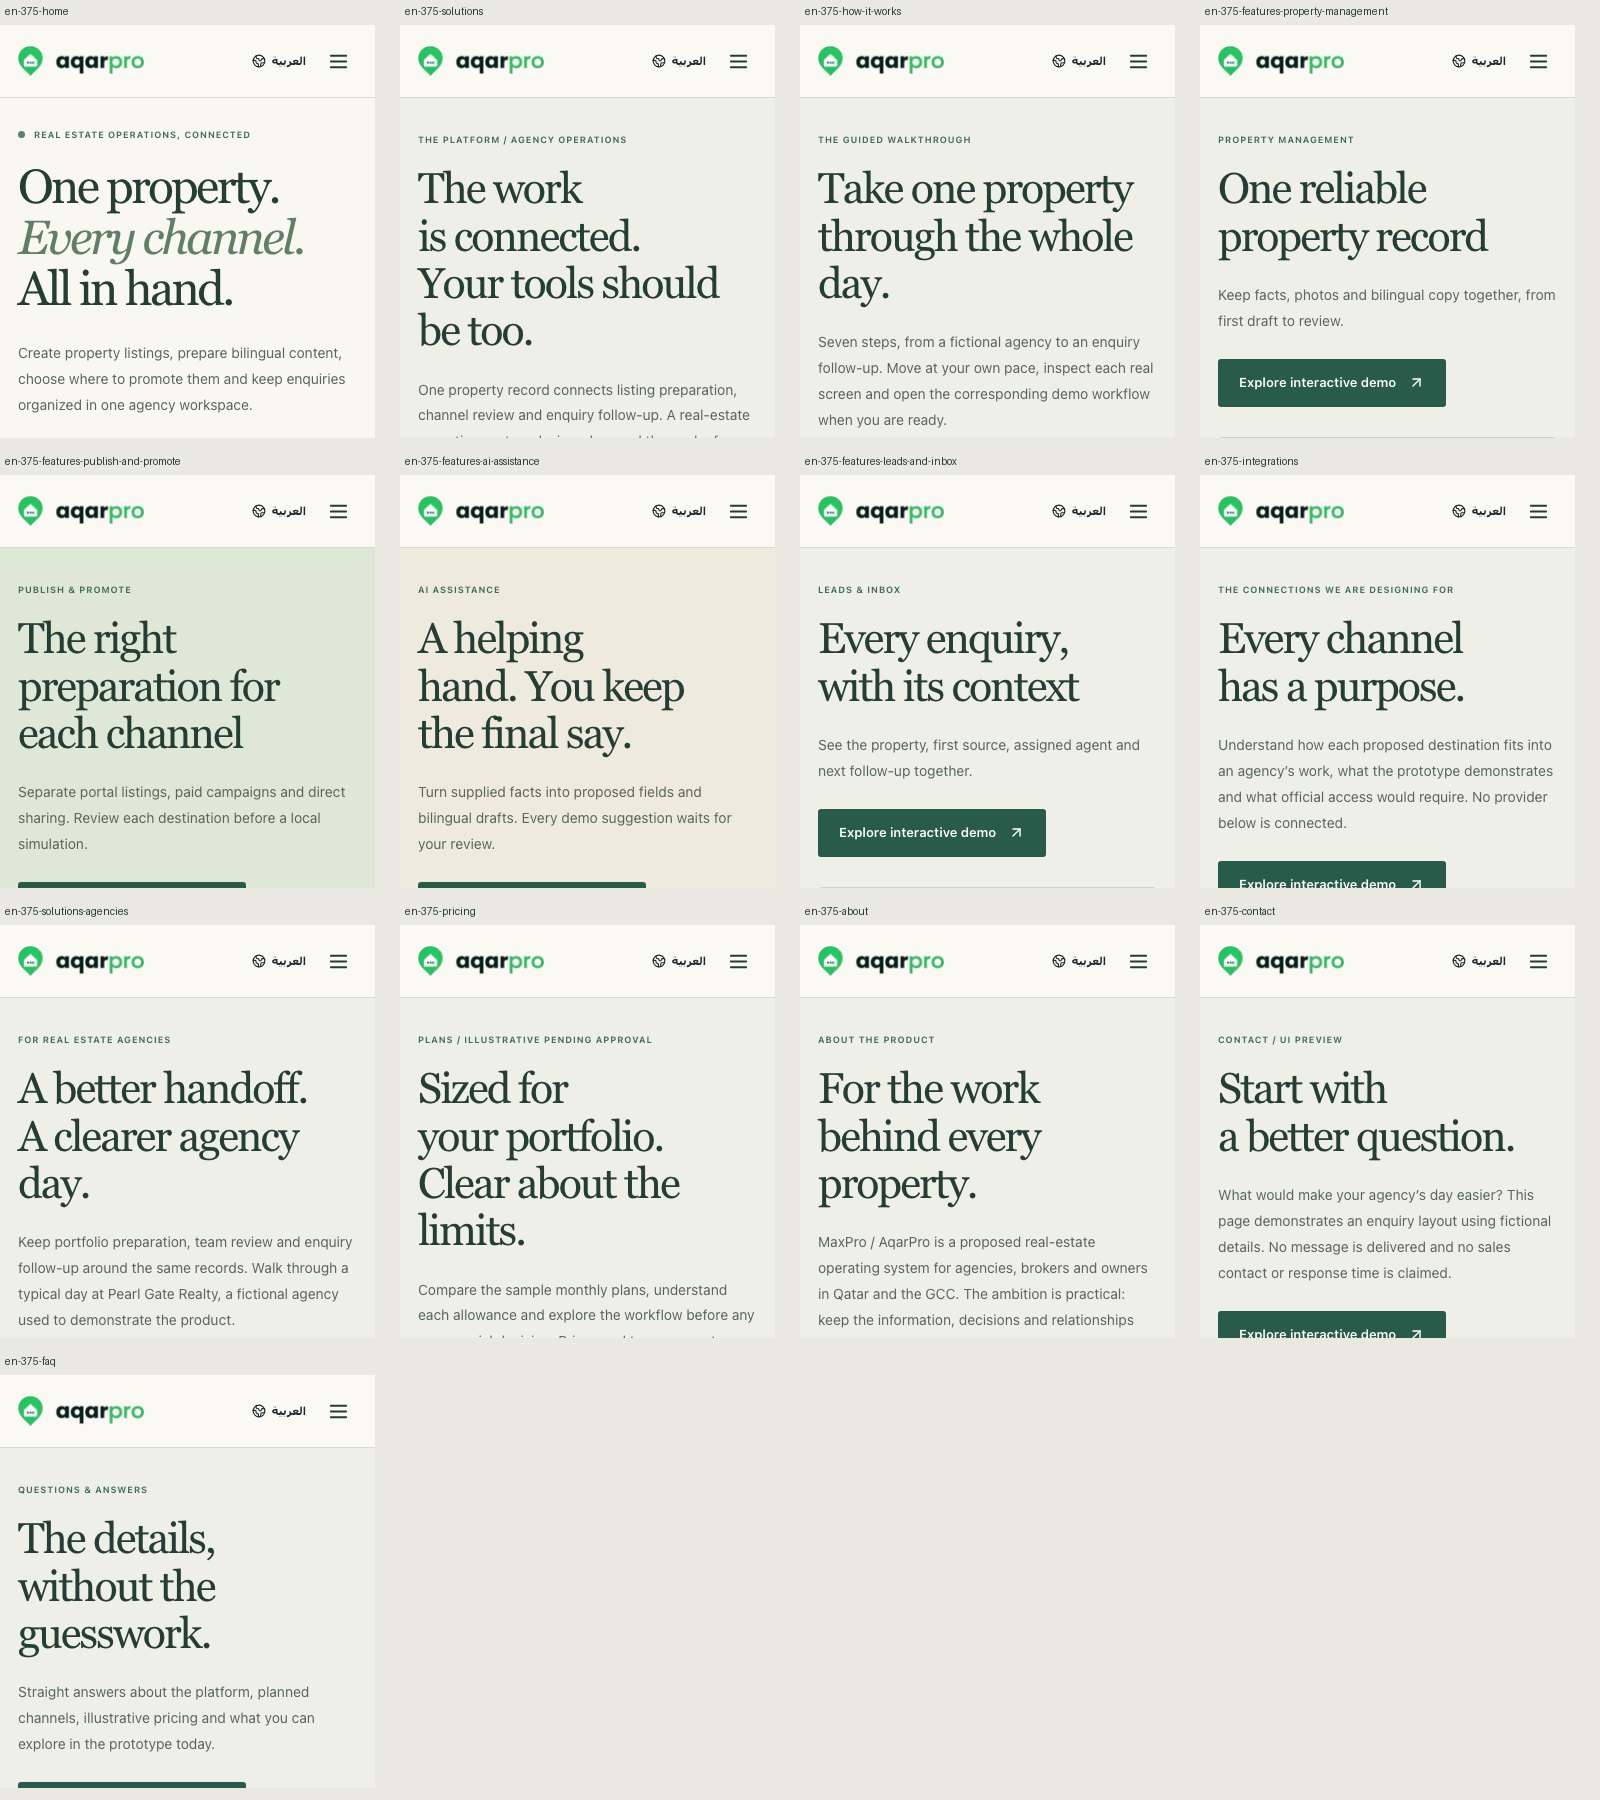 en-375-home
aqarpro
العربية
REAL ESTATE OPERATIONS, CONNECTED
One property.
Every channel.
All in hand.
Create property listings, prepare bilingual content,
choose where to promote them and keep enquiries
organized in one agency workspace.
en-375-solutions
aqarpro
العربية
THE PLATFORM / AGENCY OPERATIONS
The work
is connected.
Your tools should
be too.
One property record connects listing preparation,
channel review and enquiry follow-up. A real-estate
en-375-how-it-works
aqarpro
العربية
THE GUIDED WALKTHROUGH
Take one property
through the whole
day.
Seven steps, from a fictional agency to an enquiry
follow-up. Move at your own pace, inspect each real
screen and open the corresponding demo workflow
when you are ready.
en-375-features-property-management
aqarpro
العربية
PROPERTY MANAGEMENT
One reliable
property record
Keep facts, photos and bilingual copy together, from
first draft to review.
Explore interactive demo
en-375-features-publish-and-promote
aqarpro
العربية
PUBLISH & PROMOTE
The right
preparation for
each channel
Separate portal listings, paid campaigns and direct
sharing. Review each destination before a local
simulation.
en-375-features-ai-assistance
aqarpro
العربية
AI ASSISTANCE
A helping
hand. You keep
the final say.
Turn supplied facts into proposed fields and
bilingual drafts. Every demo suggestion waits for
your review.
en-375-features-leads-and-inbox
aqarpro
العربية
LEADS & INBOX
Every enquiry,
with its context
See the property, first source, assigned agent and
next follow-up together.
Explore interactive demo
en-375-integrations
aqarpro
العربية
THE CONNECTIONS WE ARE DESIGNING FOR
Every channel
has a purpose.
Understand how each proposed destination fits into
an agency's work, what the prototype demonstrates
and what official access would require. No provider
below is connected.
Explore interactive demo
en-375-solutions-agencies
aqarpro
العربية
FOR REAL ESTATE AGENCIES
A better handoff.
A clearer agency
day.
Keep portfolio preparation, team review and enquiry
follow-up around the same records. Walk through a
typical day at Pearl Gate Realty, a fictional agency
used to demonstrate the product.
en-375-pricing
aqarpro
العربية
PLANS / ILLUSTRATIVE PENDING APPROVAL
Sized for
your portfolio.
Clear about the
limits.
Compare the sample monthly plans, understand
each allowance and explore the workflow before any
en-375-about
aqarpro
العربية
ABOUT THE PRODUCT
For the work
behind every
property.
MaxPro / AqarPro is a proposed real-estate
operating system for agencies, brokers and owners
in Qatar and the GCC. The ambition is practical:
keep the information, decisions and relationships
en-375-contact
aqarpro
العربية
CONTACT / UI PREVIEW
Start with
a better question.
What would make your agency's day easier? This
page demonstrates an enquiry layout using fictional
details. No message is delivered and no sales
contact or response time is claimed.
Explore interactive demo
en-375-faq
aqarpro
العربية
QUESTIONS & ANSWERS
The details,
without the
guesswork.
Straight answers about the platform, planned
channels, illustrative pricing and what you can
explore in the prototype today.